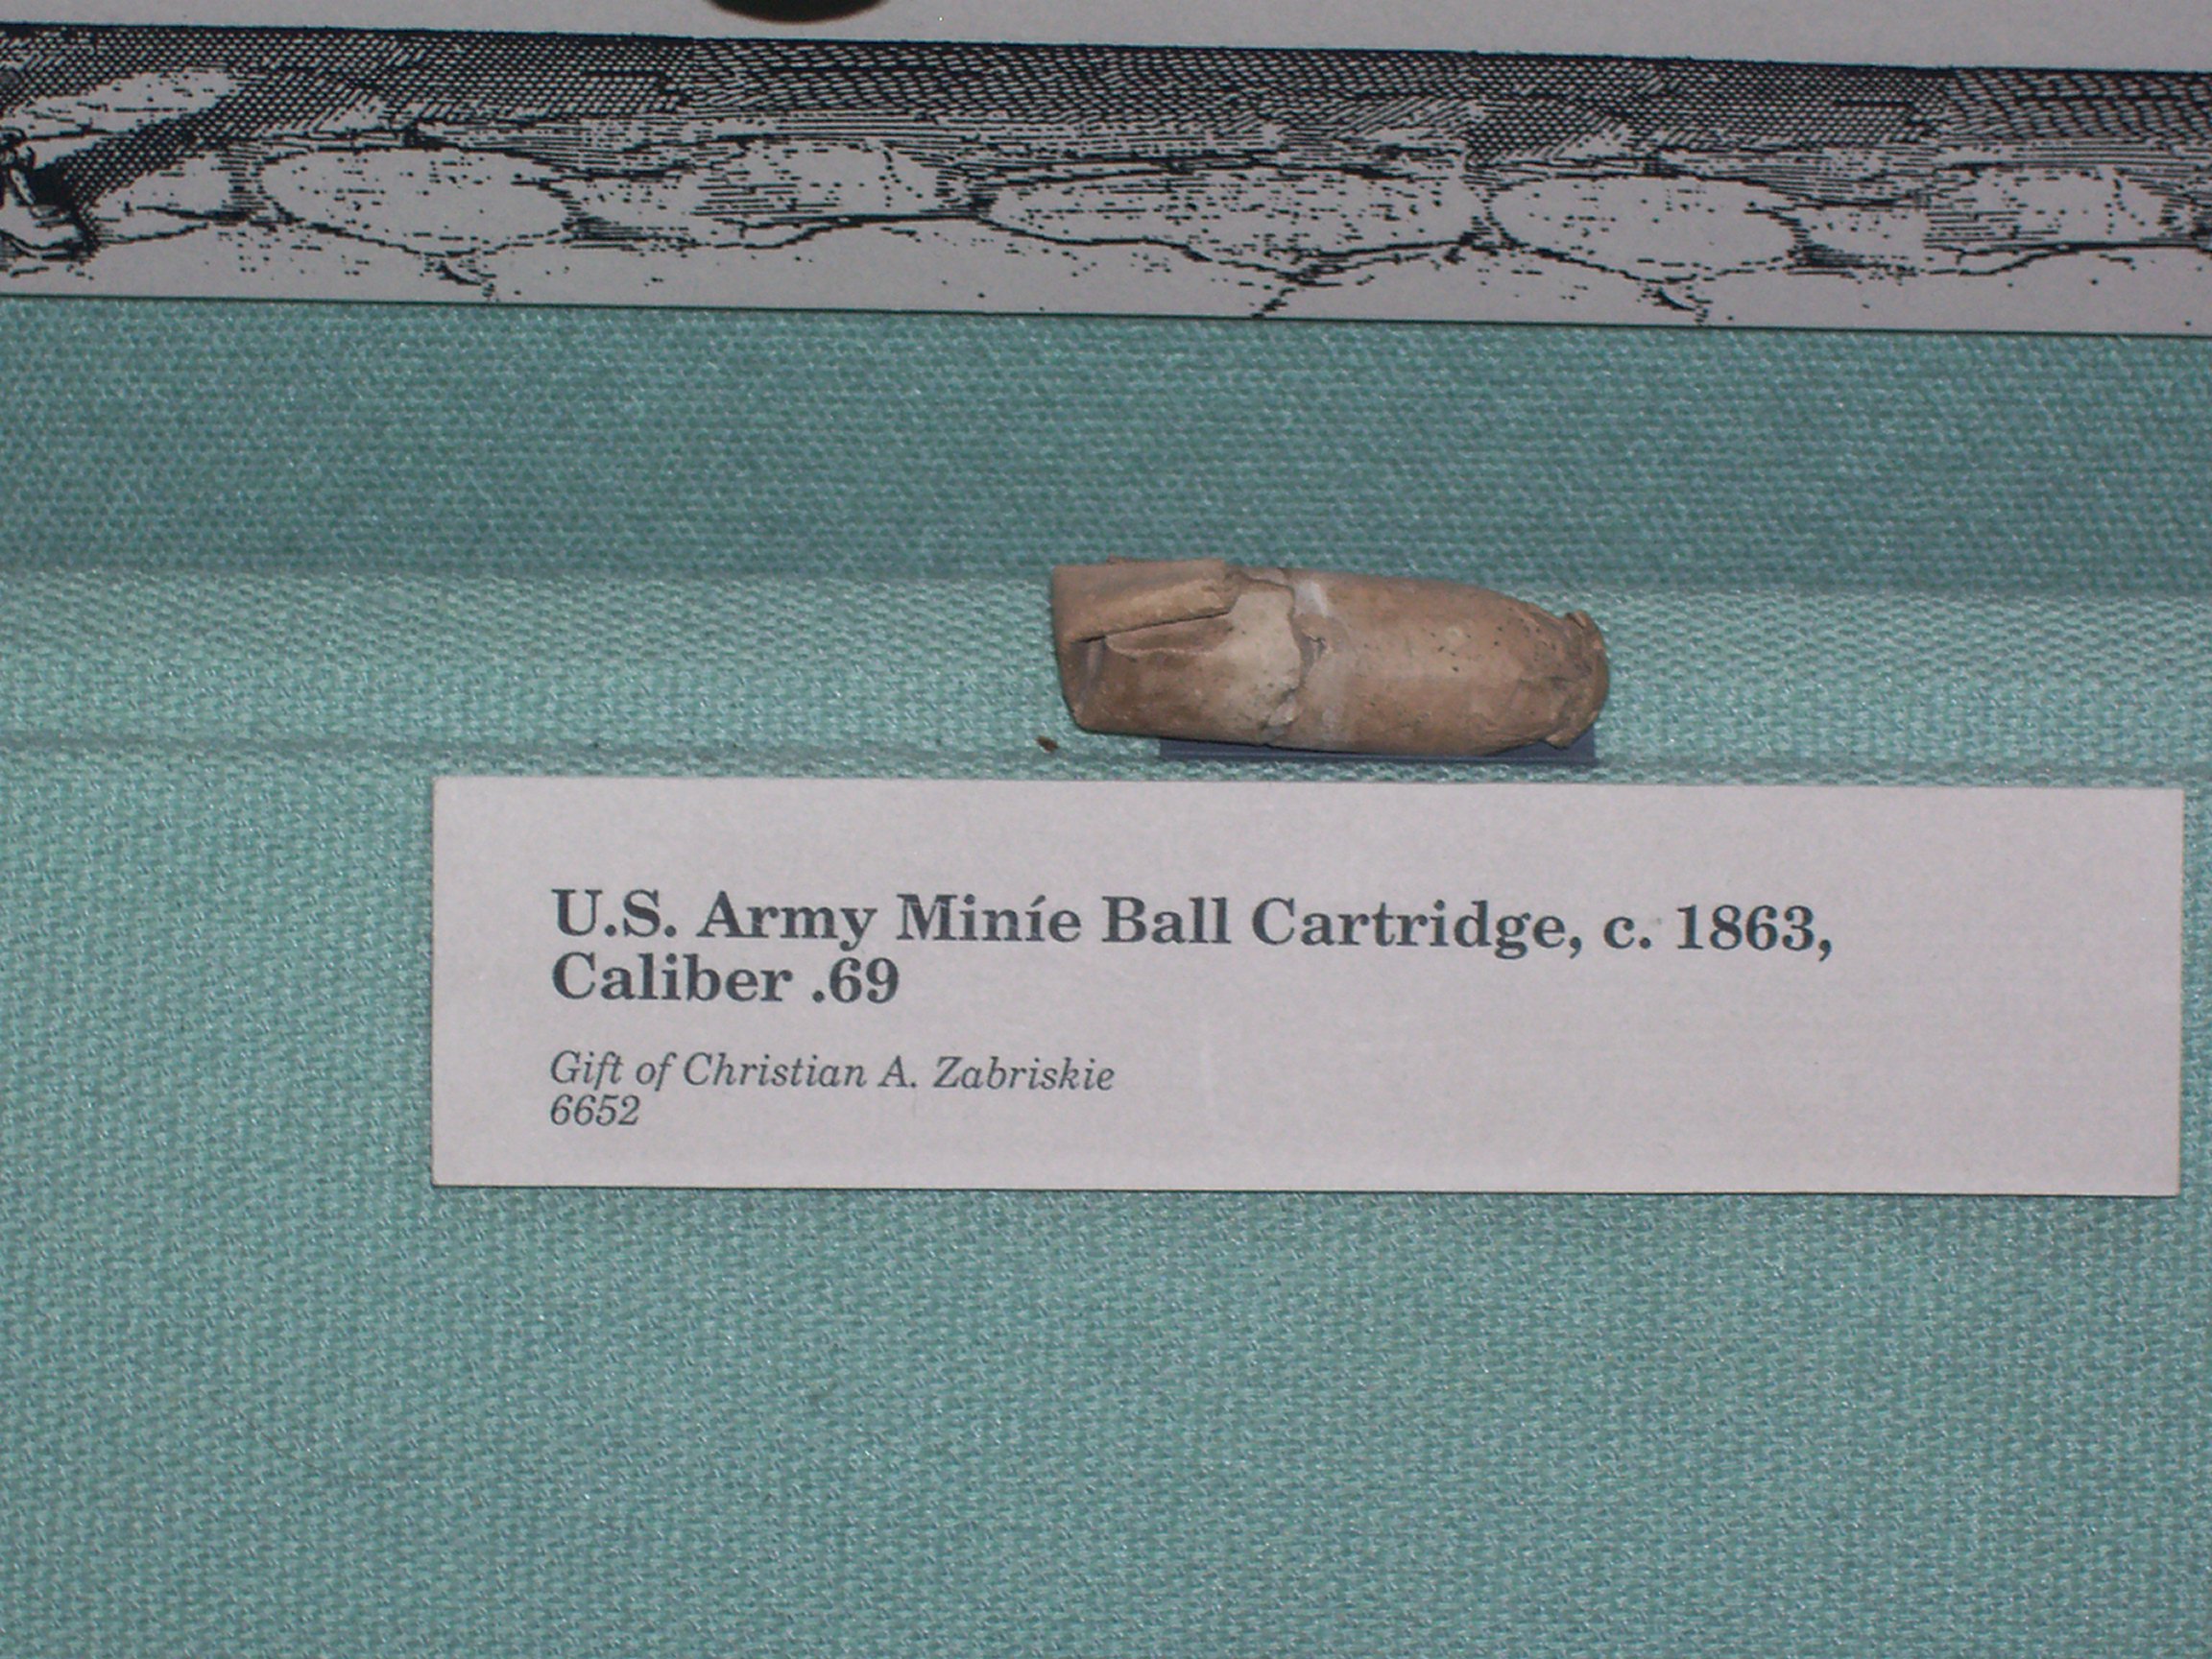 U.S. Army Miníe Ball Cartridge, c. 1863,
Caliber .69
Gift of Christian A. Zabriskie
6652